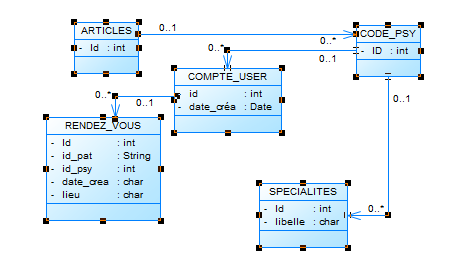 ARTICLES
- Id : int
0..1
0..*
CODE_PSY
- ID : int
0..*
0..1
COMPTE_USER
- id : int
- date_créa : Date
0..*
0..1
0..1
RENDEZ_VOUS
- Id : int
- id_pat : String
- id_psy : int
- date_crea : char
- lieu : char
SPECIALITES
- Id : int
- libelle : char
0..*